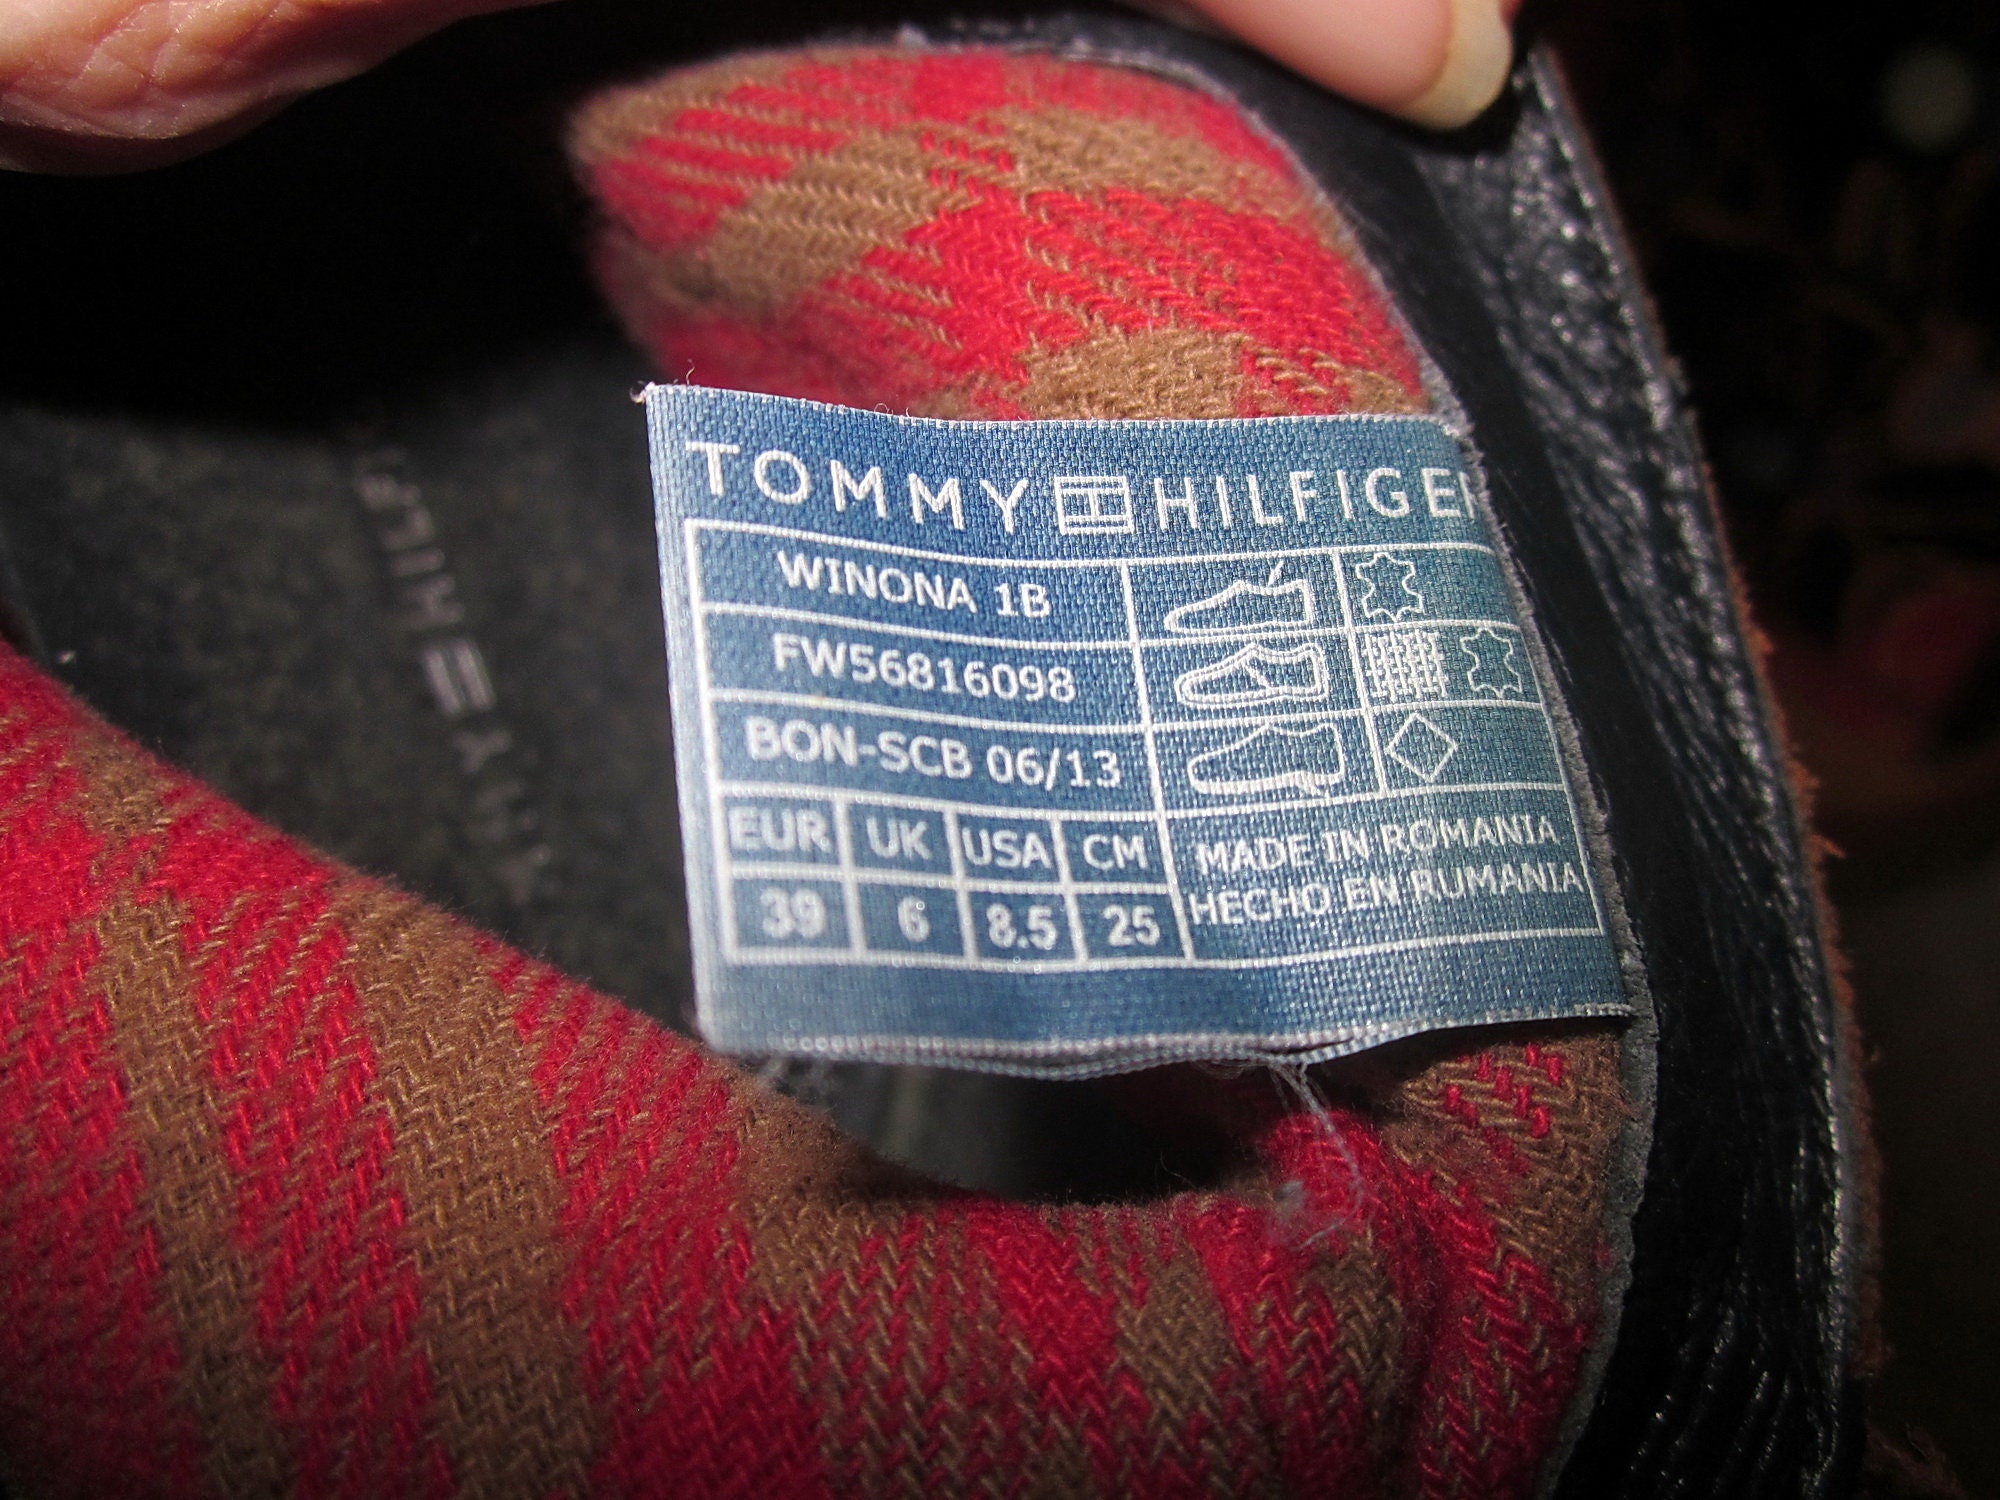 TOMMY HILFIGER
WINONA 1B
FW56816098
BON-SCB 06/13
EUR UK USA CM
39 6 8.5 25
MADE IN ROMANIA
HECHO EN RUMANIA